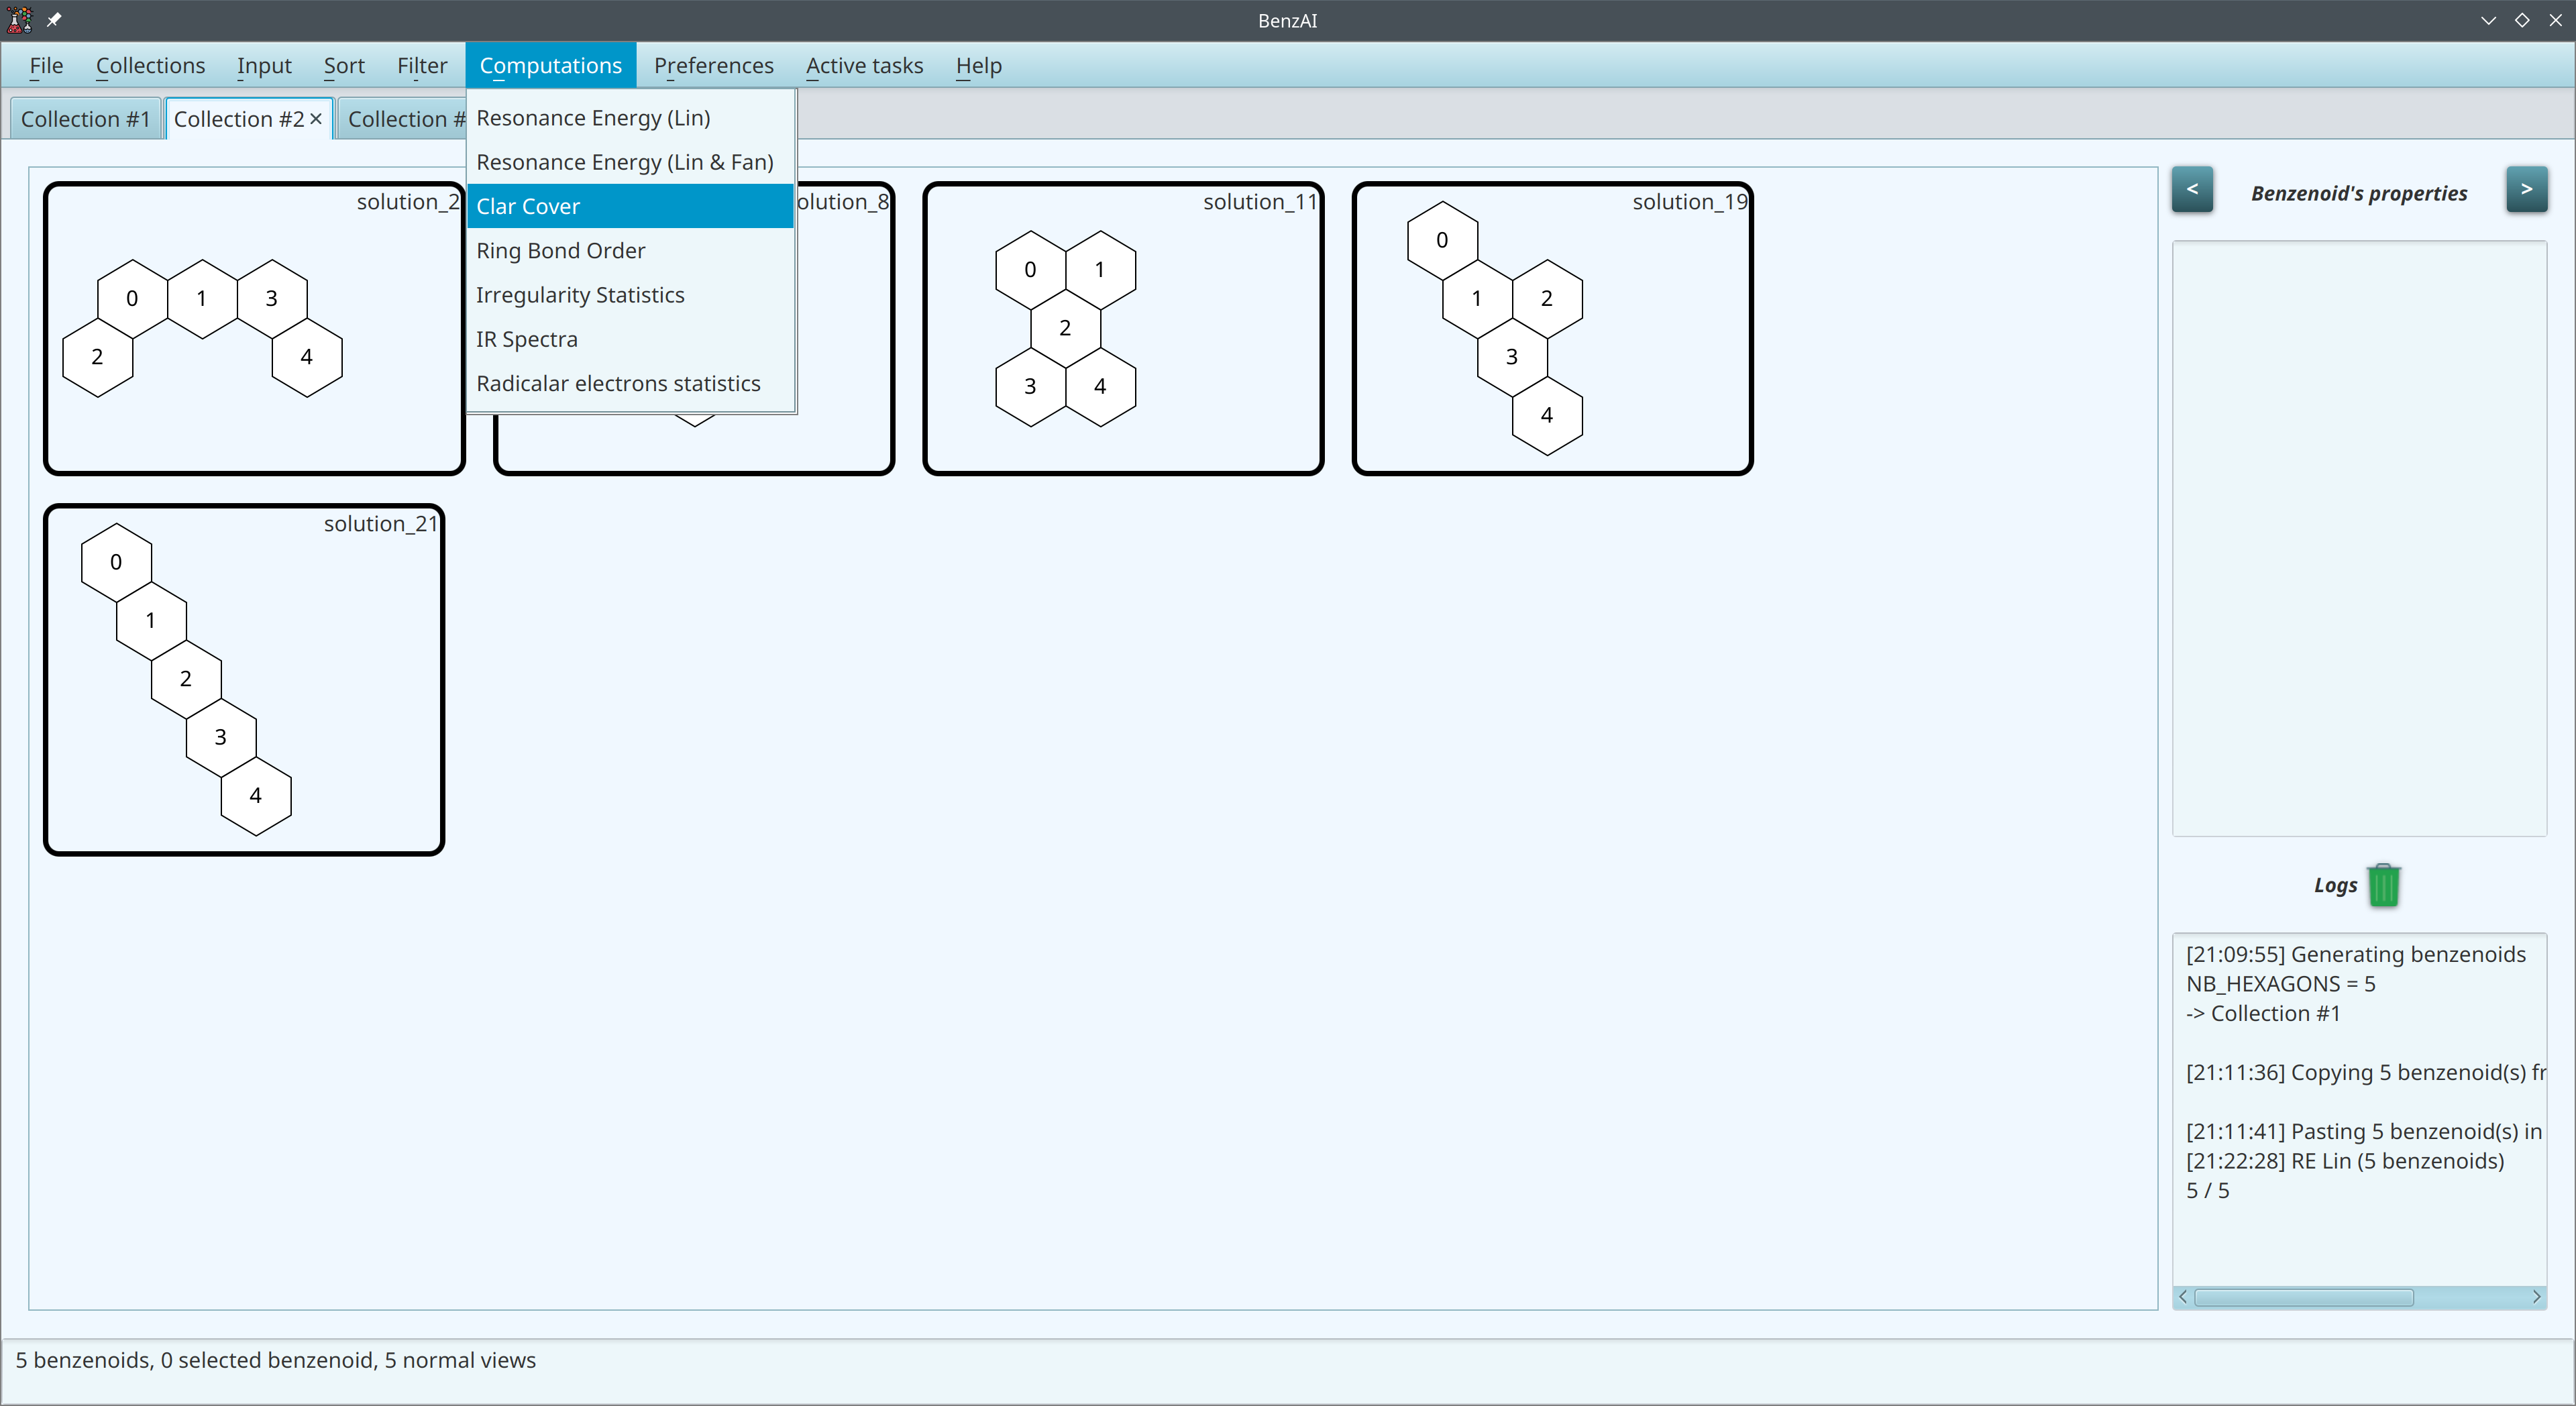 BenzAI
File Collections Input Sort Filter Computations Preferences Active tasks Help
Collection #1 Collection #2 Collection #
Resonance Energy (Lin)
Resonance Energy (Lin & Fan)
Clar Cover
Ring Bond Order
Irregularity Statistics
IR Spectra
Radicalar electrons statistics
solution_2
0 1 3
2 4
olution_8
solution_11
0 1
2
3 4
solution_19
0
1 2
3
4
solution_21
0
1
2
3
4
< Benzenoid's properties >
Logs
[21:09:55] Generating benzenoids
NB_HEXAGONS = 5
-> Collection #1
[21:11:36] Copying 5 benzenoid(s) fr
[21:11:41] Pasting 5 benzenoid(s) in
[21:22:28] RE Lin (5 benzenoids)
5 / 5
5 benzenoids, 0 selected benzenoid, 5 normal views